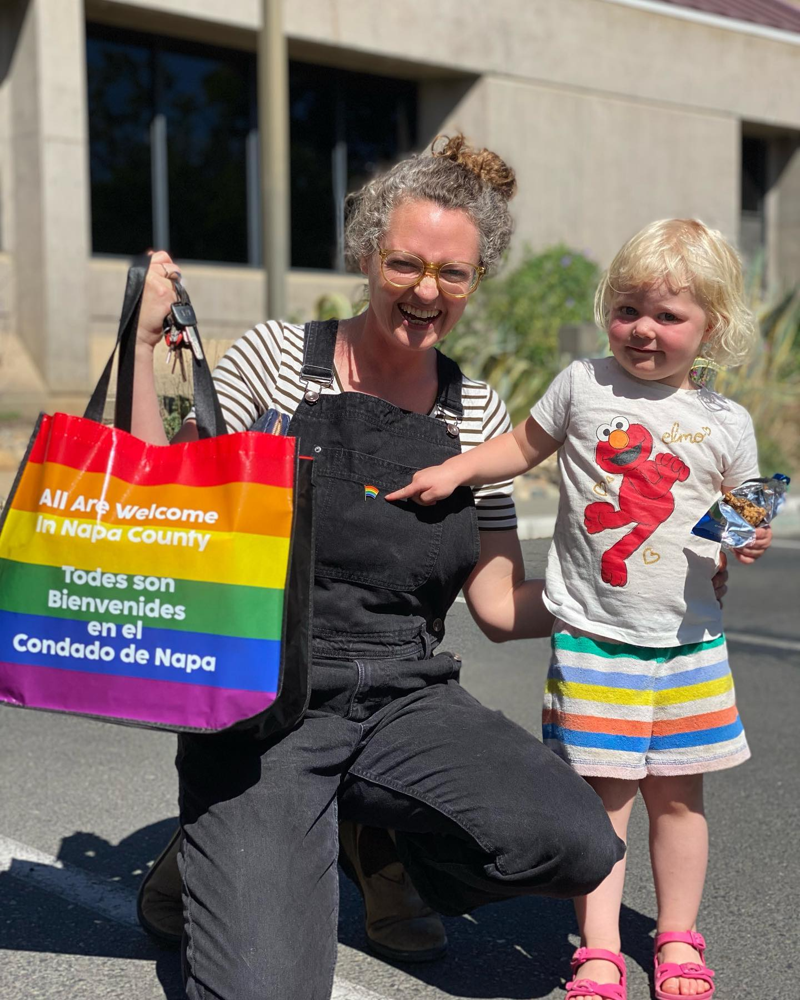 All Are Welcome
In Napa County
Todes son
Bienvenides
en el
Condado de Napa
elmo